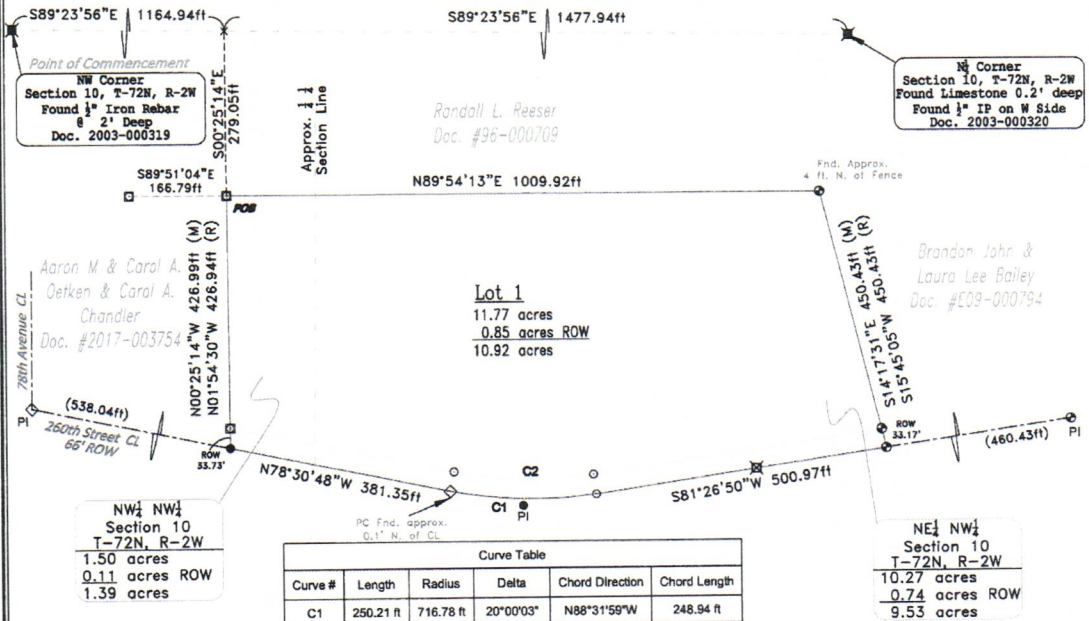 S89°23'56"E 1164.94ft
S89°23'56"E 1477.94ft
Point of Commencement
NW Corner
Section 10, T-72N, R-2W
Found ½" Iron Rebar
@ 2' Deep
Doc. 2003-000319
S00°25'14"E
279.05ft
Approx. ¼ ¼
Section Line
Randall L. Reeser
Doc. #96-000709
N¼ Corner
Section 10, T-72N, R-2W
Found Limestone 0.2' deep
Found ½" IP on W Side
Doc. 2003-000320
S89°51'04"E
166.79ft
POB
N89°54'13"E 1009.92ft
Fnd. Approx.
4 ft. N. of Fence
Aaron M & Carol A.
Oetken & Carol A.
Chandler
Doc. #2017-003754
78th Avenue CL
N00°25'14"W 426.99ft (M)
N01°54'30"W 426.94ft (R)
Lot 1
11.77 acres
0.85 acres ROW
10.92 acres
S14°17'31"E 450.43ft (M)
S15°45'05"W 450.43ft (R)
Brandon John &
Laura Lee Bailey
Doc. #E09-000794
PI
(538.04ft)
260th Street CL
66' ROW
ROW
33.73'
N78°30'48"W 381.35ft
C2
C1
PI
S81°26'50"W 500.97ft
ROW
33.17'
(460.43ft)
PI
PC Fnd. approx.
0.1' N. of CL
NW¼ NW¼
Section 10
T-72N, R-2W
1.50 acres
0.11 acres ROW
1.39 acres
NE¼ NW¼
Section 10
T-72N, R-2W
10.27 acres
0.74 acres ROW
9.53 acres
Curve Table
Curve # Length Radius Delta Chord Direction Chord Length
C1 250.21 ft 716.78 ft 20°00'03" N88°31'59"W 248.94 ft